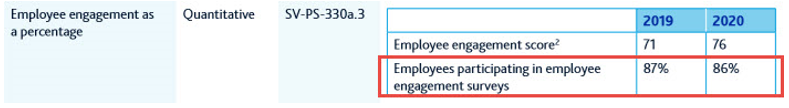 Employee engagement as a percentage Quantitative SV-PS-330a.3
2019 2020
Employee engagement score² 71 76
Employees participating in employee engagement surveys 87% 86%